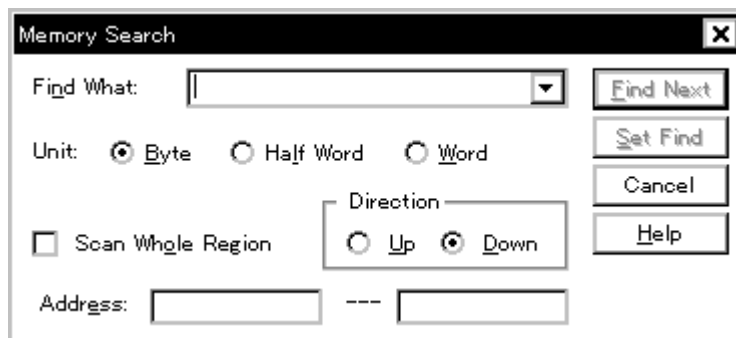 Memory Search
Find What:
Find Next
Unit: Byte Half Word Word
Set Find
Cancel
Direction
Scan Whole Region Up Down
Help
Address: ---